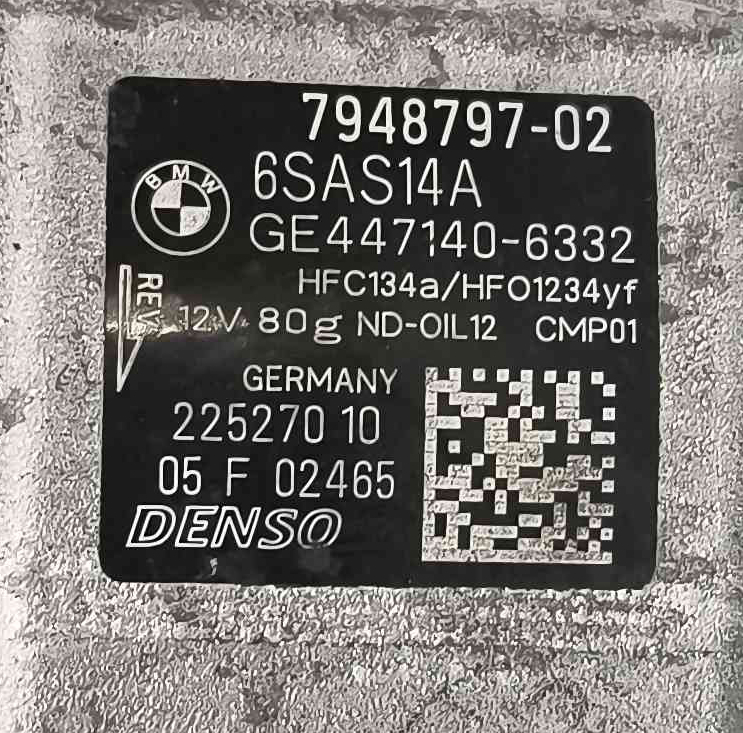 7948797-02
BMW
6SAS14A
GE447140-6332
HFC134a/HFO1234yf
REV
12V 80g ND-OIL12 CMP01
GERMANY
225270 10
05 F 02465
DENSO